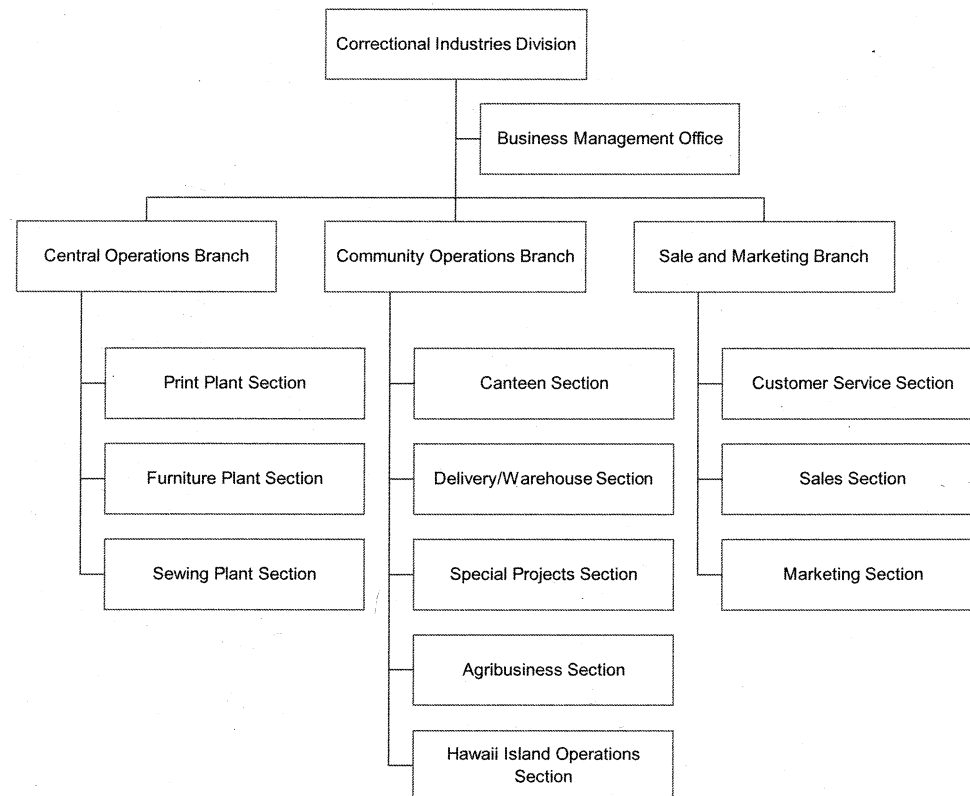 Correctional Industries Division
Business Management Office
Central Operations Branch
Community Operations Branch
Sale and Marketing Branch
Print Plant Section
Canteen Section
Customer Service Section
Furniture Plant Section
Delivery/Warehouse Section
Sales Section
Sewing Plant Section
Special Projects Section
Marketing Section
Agribusiness Section
Hawaii Island Operations
Section